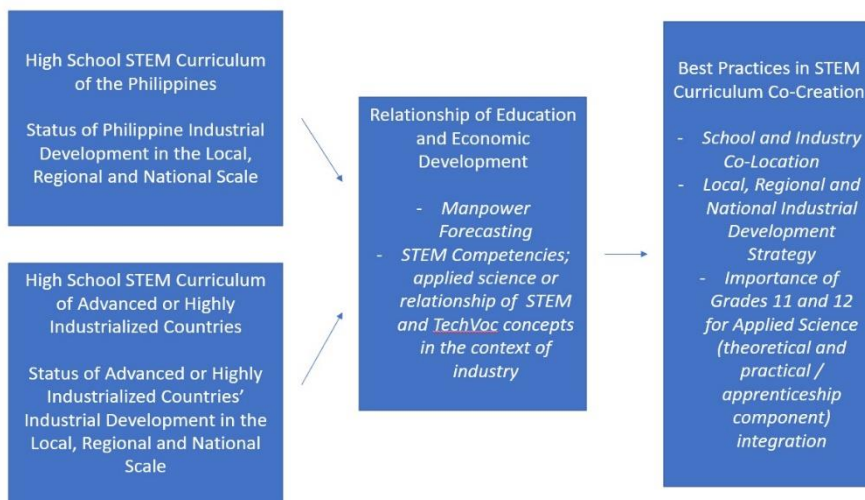 High School STEM Curriculum
of the Philippines
Status of Philippine Industrial
Development in the Local,
Regional and National Scale
High School STEM Curriculum
of Advanced or Highly
Industrialized Countries
Status of Advanced or Highly
Industrialized Countries’
Industrial Development in the
Local, Regional and National
Scale
Relationship of Education
and Economic
Development
- Manpower
Forecasting
- STEM Competencies;
applied science or
relationship of STEM
and TechVoc concepts
in the context of
industry
Best Practices in STEM
Curriculum Co-Creation
- School and Industry
Co-Location
- Local, Regional and
National Industrial
Development
Strategy
- Importance of
Grades 11 and 12
for Applied Science
(theoretical and
practical /
apprenticeship
component)
integration